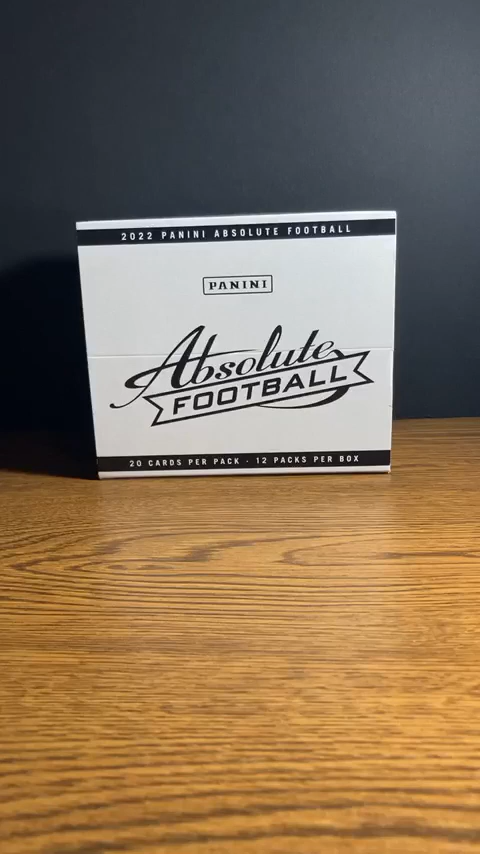 2022 PANINI ABSOLUTE FOOTBALL
PANINI
Absolute
FOOTBALL
20 CARDS PER PACK · 12 PACKS PER BOX